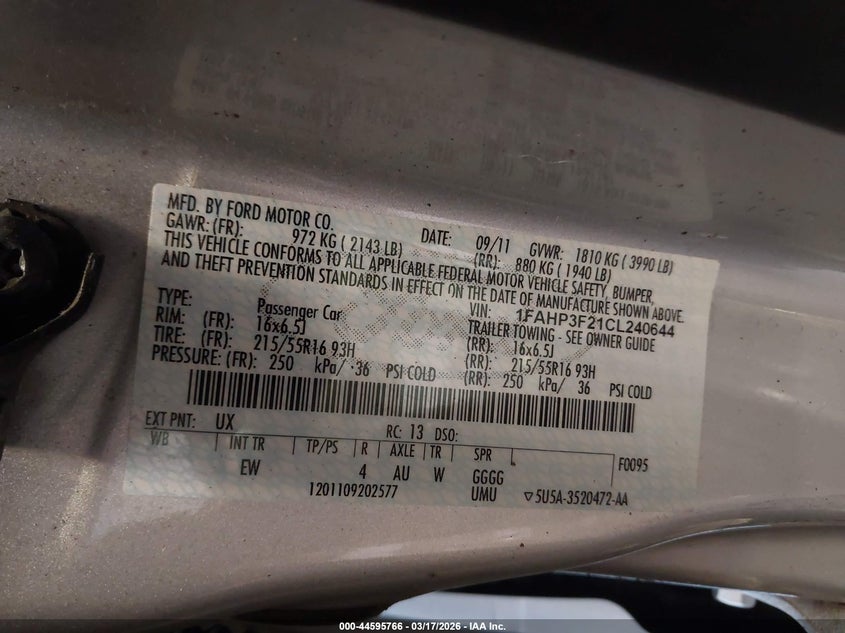 MFD. BY FORD MOTOR CO. DATE: 09/11 GVWR: 1810 KG ( 3990 LB)
GAWR: (FR): 972 KG ( 2143 LB) (RR): 880 KG ( 1940 LB)
THIS VEHICLE CONFORMS TO ALL APPLICABLE FEDERAL MOTOR VEHICLE SAFETY, BUMPER,
AND THEFT PREVENTION STANDARDS IN EFFECT ON THE DATE OF MANUFACTURE SHOWN ABOVE.
VIN: 1FAHP3F21CL240644
TYPE: Passenger Car TRAILER TOWING - SEE OWNER GUIDE
RIM: (FR): 16x6.5J (RR): 16x6.5J
TIRE: (FR): 215/55R16 93H (RR): 215/55R16 93H
PRESSURE: (FR): 250 kPa/ 36 PSI COLD (RR): 250 kPa/ 36 PSI COLD
EXT PNT: UX RC: 13 DSO:
WB INT TR TP/PS R AXLE TR SPR F0095
EW 4 AU W GGGG
1201109202577 UMU ▽5U5A-3520472-AA
000-44595766 — 03/17/2026 — IAA Inc.